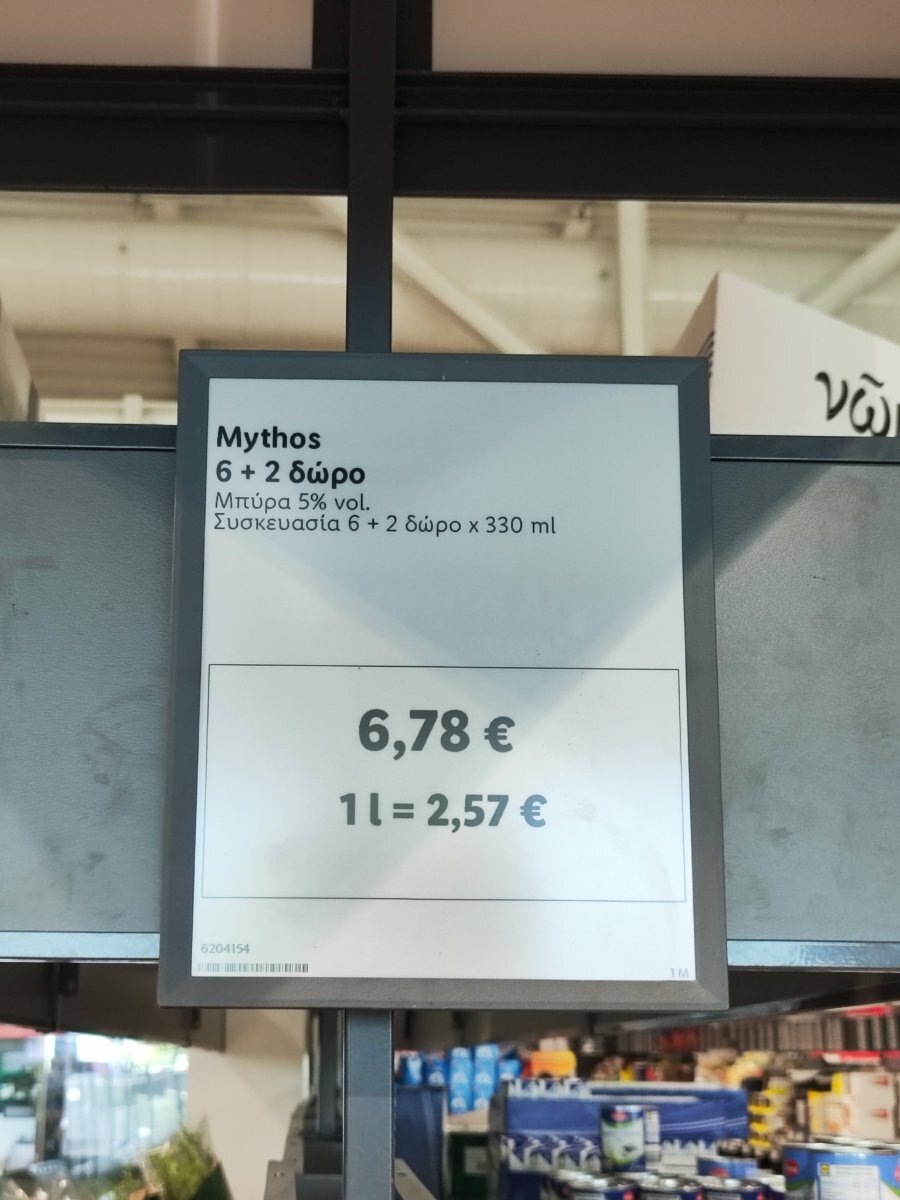 Mythos
6 + 2 δώρο
Μπύρα 5% vol.
Συσκευασία 6 + 2 δώρο x 330 ml
6,78 €
1 l = 2,57 €
6204154
1 M